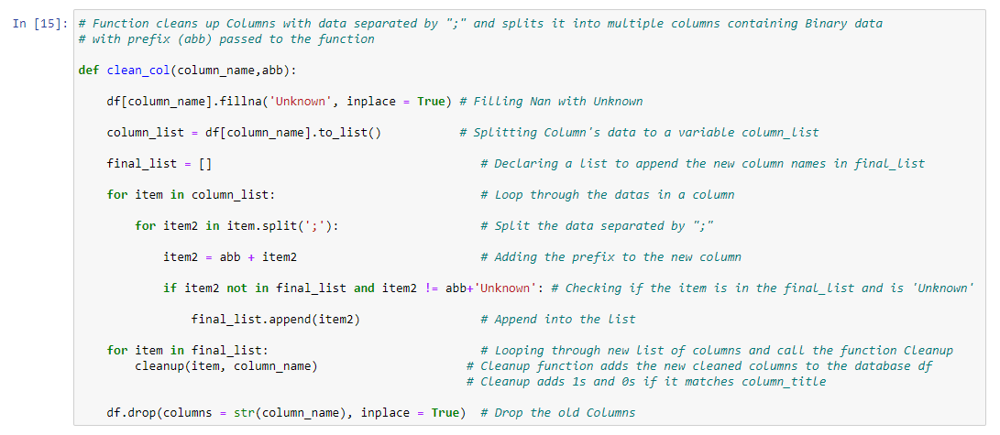 In [15]: # Function cleans up Columns with data separated by ";" and splits it into multiple columns containing Binary data
# with prefix (abb) passed to the function
def clean_col(column_name,abb):
df[column_name].fillna('Unknown', inplace = True) # Filling Nan with Unknown
column_list = df[column_name].to_list() # Splitting Column's data to a variable column_list
final_list = [] # Declaring a list to append the new column names in final_list
for item in column_list: # Loop through the datas in a column
for item2 in item.split(';'): # Split the data separated by ";"
item2 = abb + item2 # Adding the prefix to the new column
if item2 not in final_list and item2 != abb+'Unknown': # Checking if the item is in the final_list and is 'Unknown'
final_list.append(item2) # Append into the list
for item in final_list: # Looping through new list of columns and call the function Cleanup
cleanup(item, column_name) # Cleanup function adds the new cleaned columns to the database df
# Cleanup adds 1s and 0s if it matches column_title
df.drop(columns = str(column_name), inplace = True) # Drop the old Columns